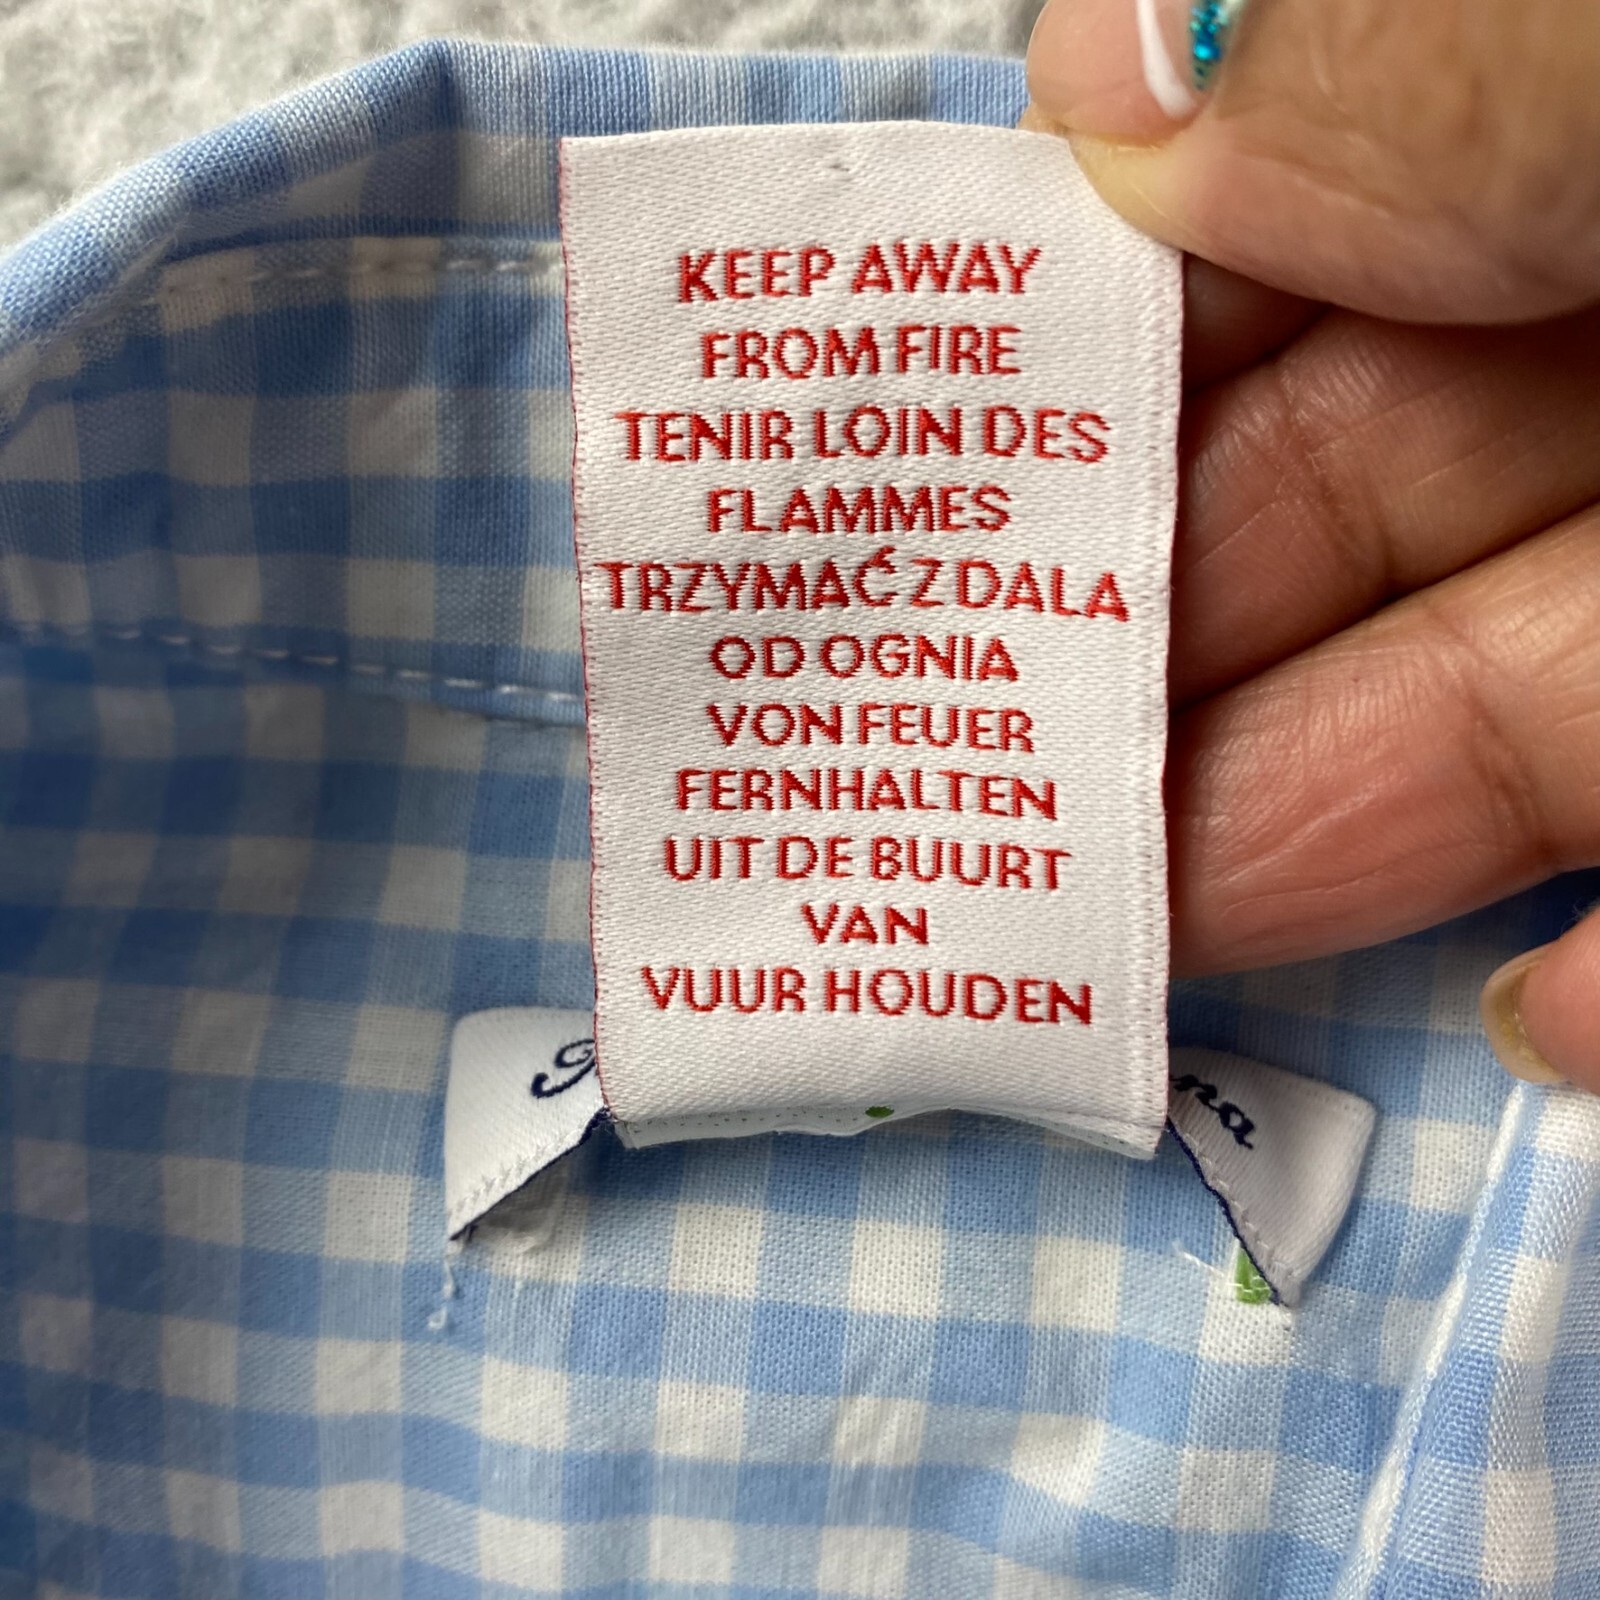 KEEP AWAY
FROM FIRE
TENIR LOIN DES
FLAMMES
TRZYMAĆ Z DALA
OD OGNIA
VON FEUER
FERNHALTEN
UIT DE BUURT
VAN
VUUR HOUDEN